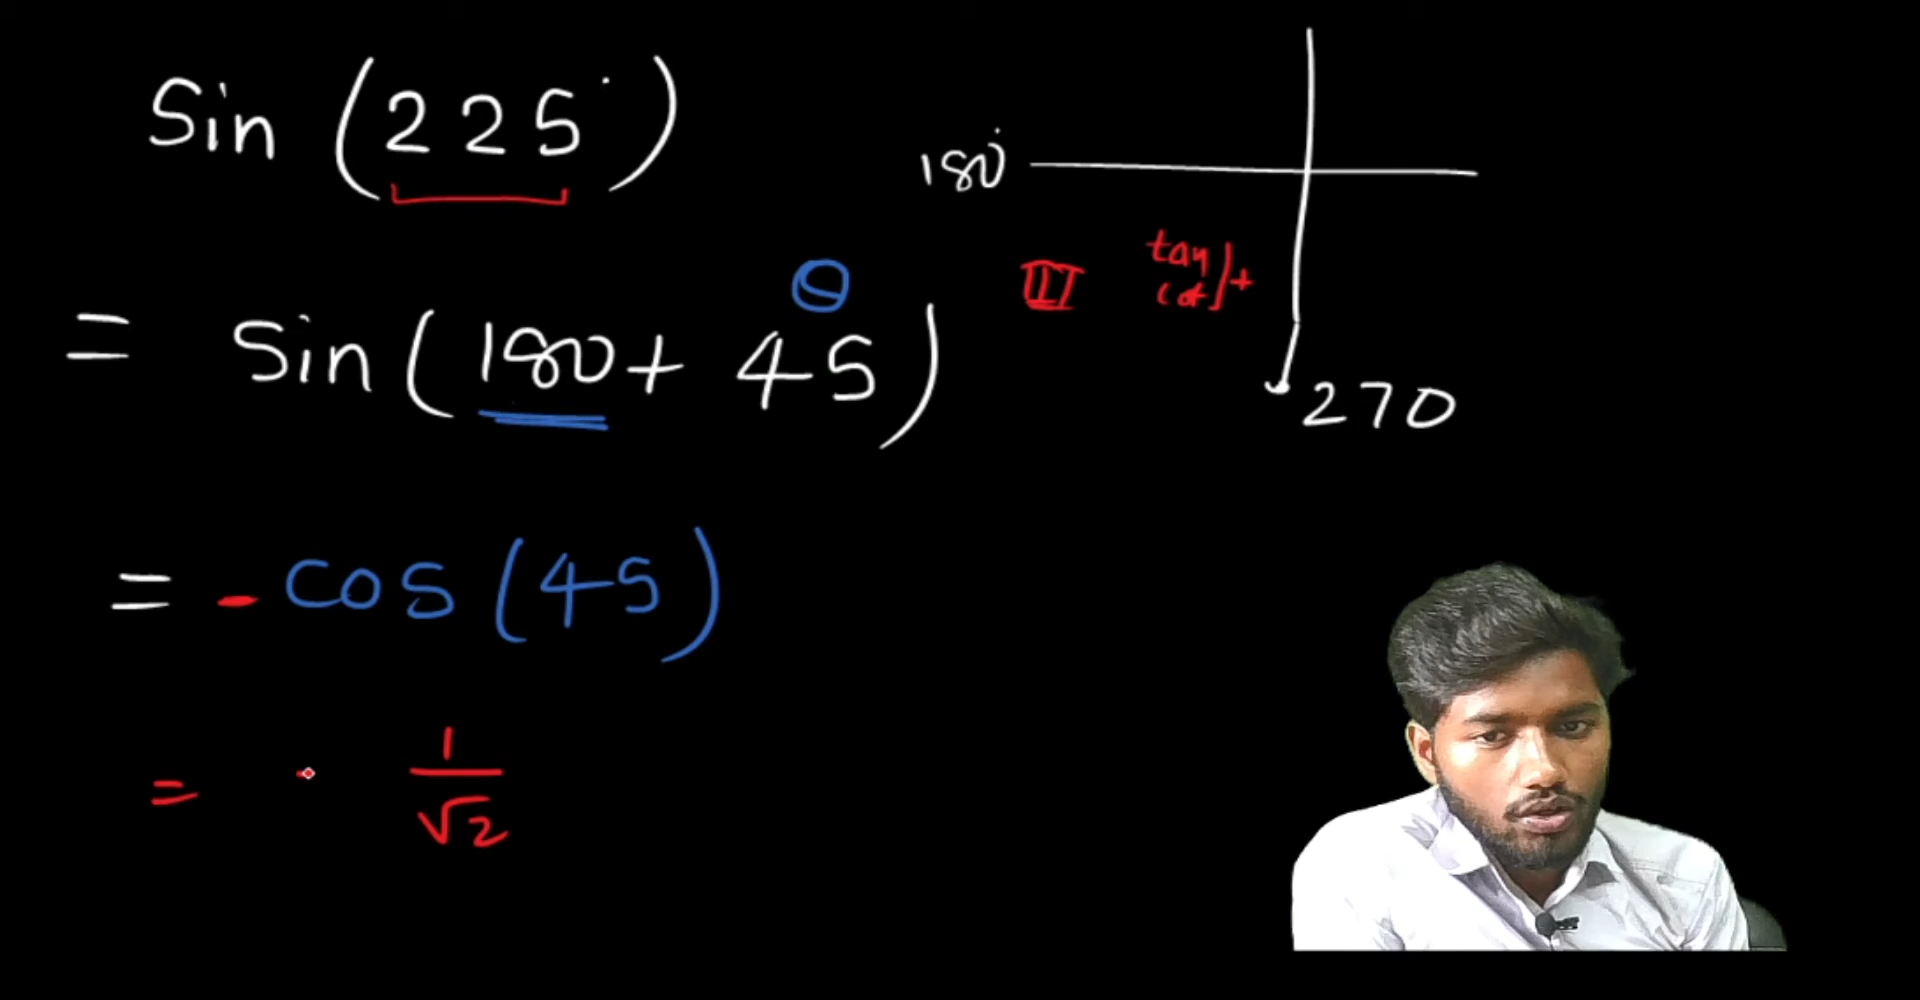 Sin (225°)
= Sin(180+ 45)
θ
= - cos(45)
= - 1/√2
180°
III
tan
cot ] +
270